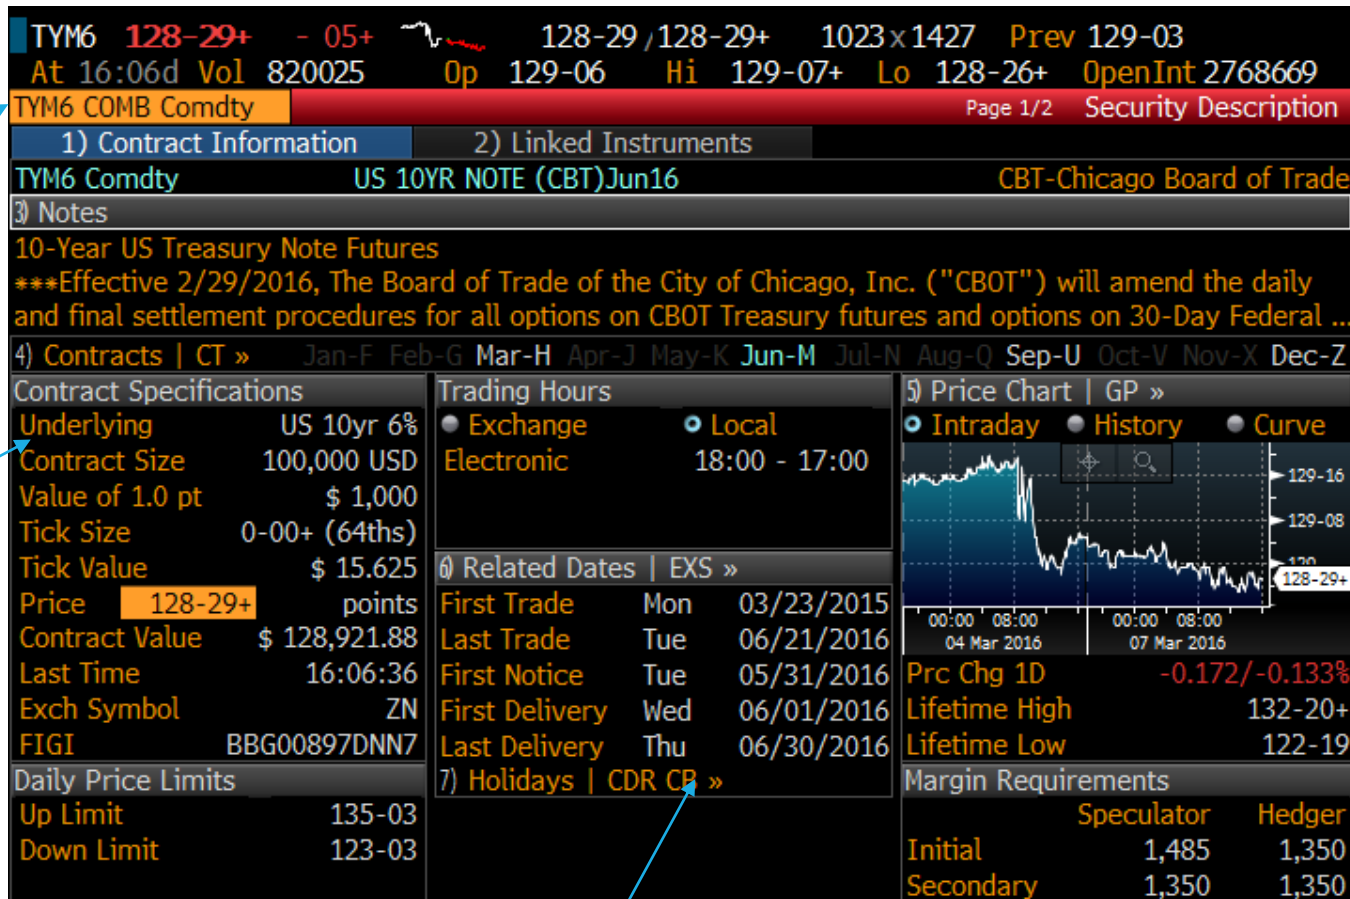 TYM6 128-29+ - 05+ 128-29 / 128-29+ 1023 x 1427 Prev 129-03
At 16:06d Vol 820025 Op 129-06 Hi 129-07+ Lo 128-26+ OpenInt 2768669
TYM6 COMB Comdty Page 1/2 Security Description
1) Contract Information 2) Linked Instruments
TYM6 Comdty US 10YR NOTE (CBT)Jun16 CBT-Chicago Board of Trade
3) Notes
10-Year US Treasury Note Futures
***Effective 2/29/2016, The Board of Trade of the City of Chicago, Inc. ("CBOT") will amend the daily
and final settlement procedures for all options on CBOT Treasury futures and options on 30-Day Federal ...
4) Contracts | CT » Jan-F Feb-G Mar-H Apr-J May-K Jun-M Jul-N Aug-Q Sep-U Oct-V Nov-X Dec-Z
Contract Specifications
Underlying US 10yr 6%
Contract Size 100,000 USD
Value of 1.0 pt $ 1,000
Tick Size 0-00+ (64ths)
Tick Value $ 15.625
Price 128-29+ points
Contract Value $ 128,921.88
Last Time 16:06:36
Exch Symbol ZN
FIGI BBG00897DNN7
Daily Price Limits
Up Limit 135-03
Down Limit 123-03
Trading Hours
Exchange Local
Electronic 18:00 - 17:00
6) Related Dates | EXS »
First Trade Mon 03/23/2015
Last Trade Tue 06/21/2016
First Notice Tue 05/31/2016
First Delivery Wed 06/01/2016
Last Delivery Thu 06/30/2016
7) Holidays | CDR CB »
5) Price Chart | GP »
Intraday History Curve
129-16
129-08
129
128-29+
00:00 08:00 00:00 08:00
04 Mar 2016 07 Mar 2016
Prc Chg 1D -0.172/-0.133%
Lifetime High 132-20+
Lifetime Low 122-19
Margin Requirements
Speculator Hedger
Initial 1,485 1,350
Secondary 1,350 1,350